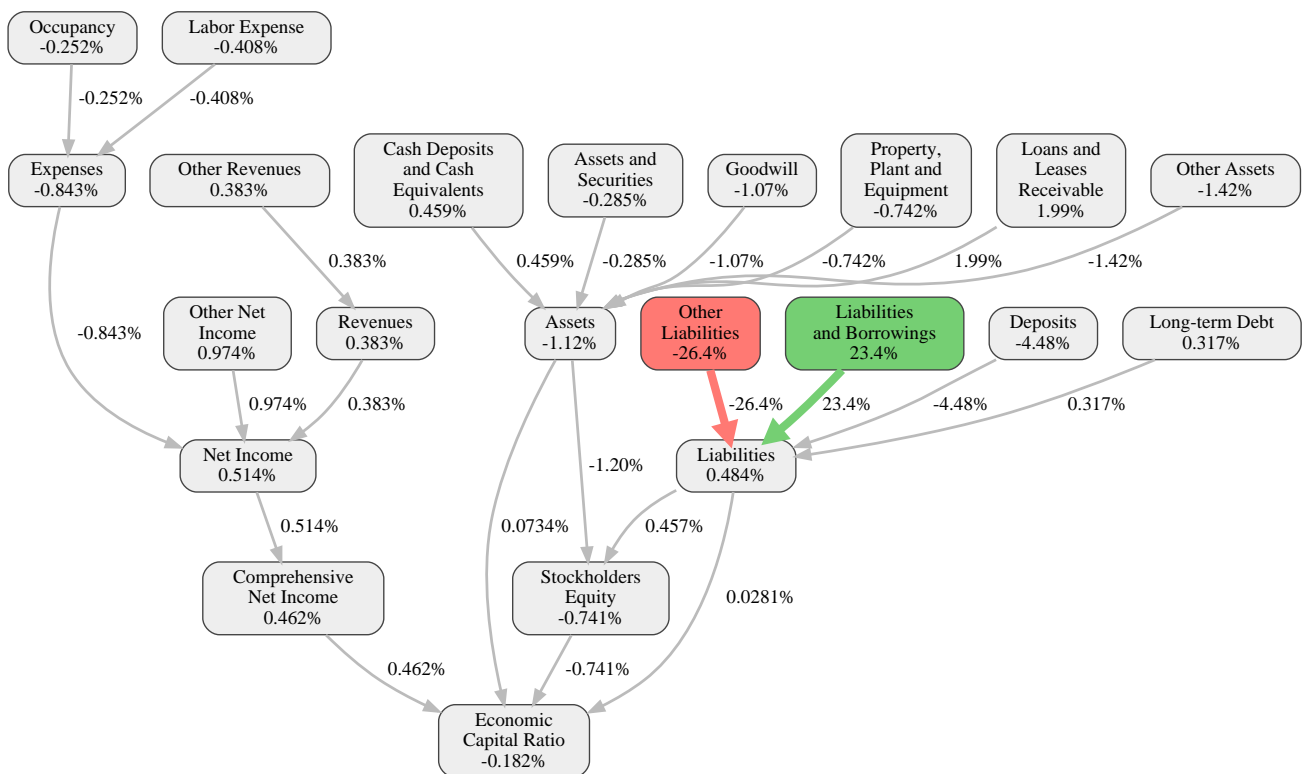 Occupancy
-0.252%
Labor Expense
-0.408%
-0.252%
-0.408%
Expenses
-0.843%
Other Revenues
0.383%
Cash Deposits
and Cash
Equivalents
0.459%
Assets and
Securities
-0.285%
Goodwill
-1.07%
Property,
Plant and
Equipment
-0.742%
Loans and
Leases
Receivable
1.99%
Other Assets
-1.42%
0.383%
0.459%
-0.285%
-1.07%
-0.742%
1.99%
-1.42%
-0.843%
Other Net
Income
0.974%
Revenues
0.383%
Assets
-1.12%
Other
Liabilities
-26.4%
Liabilities
and Borrowings
23.4%
Deposits
-4.48%
Long-term Debt
0.317%
0.974%
0.383%
-26.4%
23.4%
-4.48%
0.317%
Net Income
0.514%
-1.20%
Liabilities
0.484%
0.514%
0.0734%
0.457%
Comprehensive
Net Income
0.462%
Stockholders
Equity
-0.741%
0.0281%
0.462%
-0.741%
Economic
Capital Ratio
-0.182%